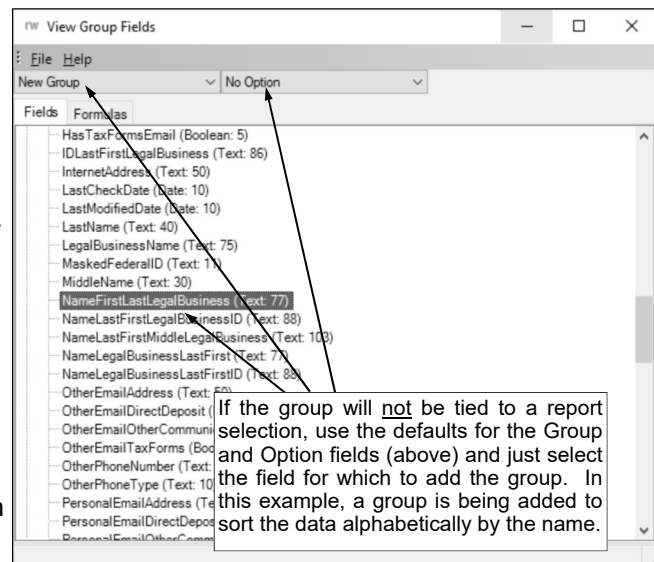 rw View Group Fields
File Help
New Group No Option
Fields Formulas
HasTaxFormsEmail (Boolean: 5)
IDLastFirstLegalBusiness (Text: 86)
InternetAddress (Text: 50)
LastCheckDate (Date: 10)
LastModifiedDate (Date: 10)
LastName (Text: 40)
LegalBusinessName (Text: 75)
MaskedFederalID (Text: 11)
MiddleName (Text: 30)
NameFirstLastLegalBusiness (Text: 77)
NameLastFirstLegalBusinessID (Text: 88)
NameLastFirstMiddleLegalBusiness (Text: 103)
NameLegalBusinessLastFirst (Text: 77)
NameLegalBusinessLastFirstID (Text: 88)
OtherEmailAddress (Text: 50)
OtherEmailDirectDeposit (
OtherEmailOtherCommuni
OtherEmailTaxForms (Boo
OtherPhoneNumber (Text:
OtherPhoneType (Text: 10
PersonalEmailAddress (Te
PersonalEmailDirectDepos
PersonalEmailOtherComm
If the group will not be tied to a report
selection, use the defaults for the Group
and Option fields (above) and just select
the field for which to add the group. In
this example, a group is being added to
sort the data alphabetically by the name.